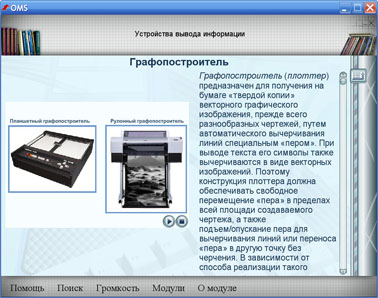 OMS
Устройства вывода информации
Графопостроитель
Планшетный графопостроитель
Рулонный графопостроитель
Графопостроитель (плоттер)
предназначен для получения на
бумаге «твердой копии»
векторного графического
изображения, прежде всего
разнообразных чертежей, путем
автоматического вычерчивания
линий специальным «пером». При
выводе текста его символы также
вычерчиваются в виде векторных
изображений. Поэтому
конструкция плоттера должна
обеспечивать свободное
перемещение «пера» в пределах
всей площади создаваемого
чертежа, а также
подъем/опускание пера для
вычерчивания линии или переноса
«пера» в другую точку без
черчения. В зависимости от
способа реализации такого
Помощь Поиск Громкость Модули О модуле